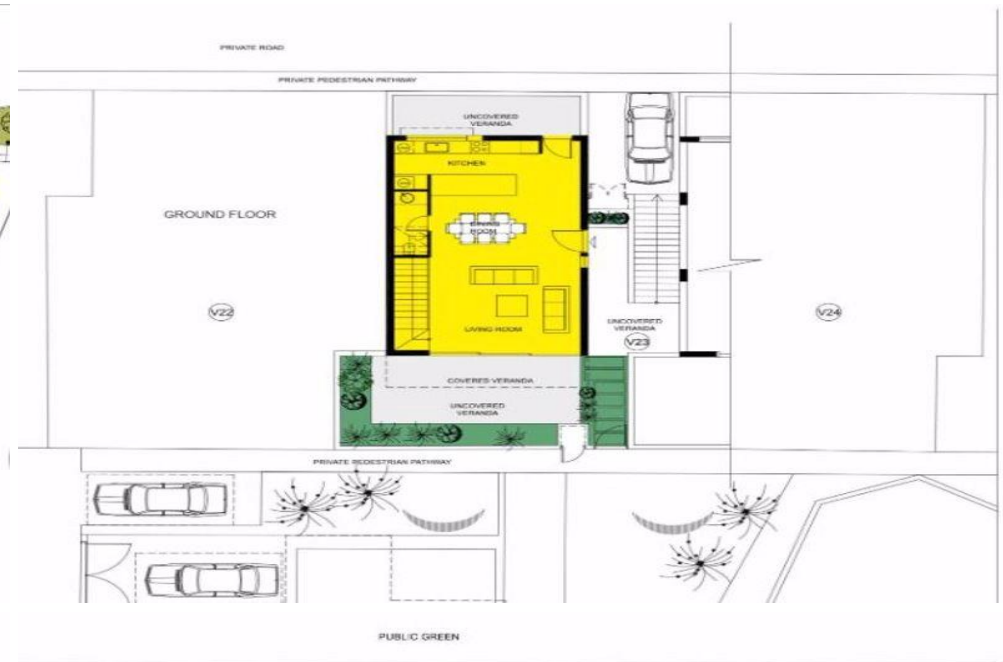 PRIVATE ROAD
PRIVATE PEDESTRIAN PATHWAY
UNCOVERED
VERANDA
KITCHEN
GROUND FLOOR
DINING
ROOM
V22
V24
LIVING ROOM
UNCOVERED
VERANDA
V23
COVERED VERANDA
UNCOVERED
VERANDA
PRIVATE PEDESTRIAN PATHWAY
PUBLIC GREEN